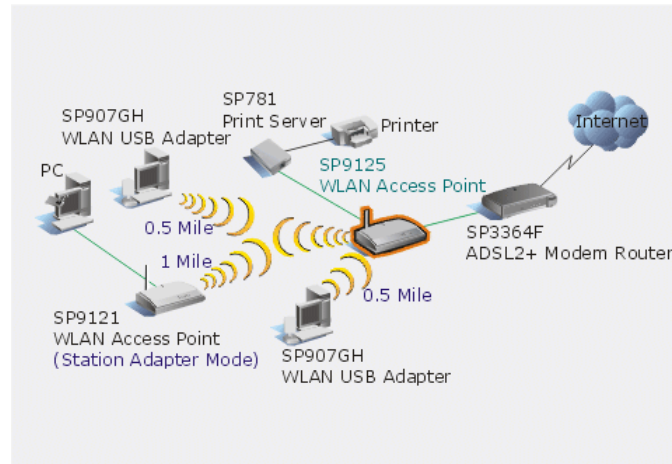 SP781
Print Server
Printer
Internet
SP907GH
WLAN USB Adapter
SP9125
WLAN Access Point
PC
0.5 Mile
SP3364F
ADSL2+ Modem Router
1 Mile
0.5 Mile
SP9121
WLAN Access Point
(Station Adapter Mode)
SP907GH
WLAN USB Adapter